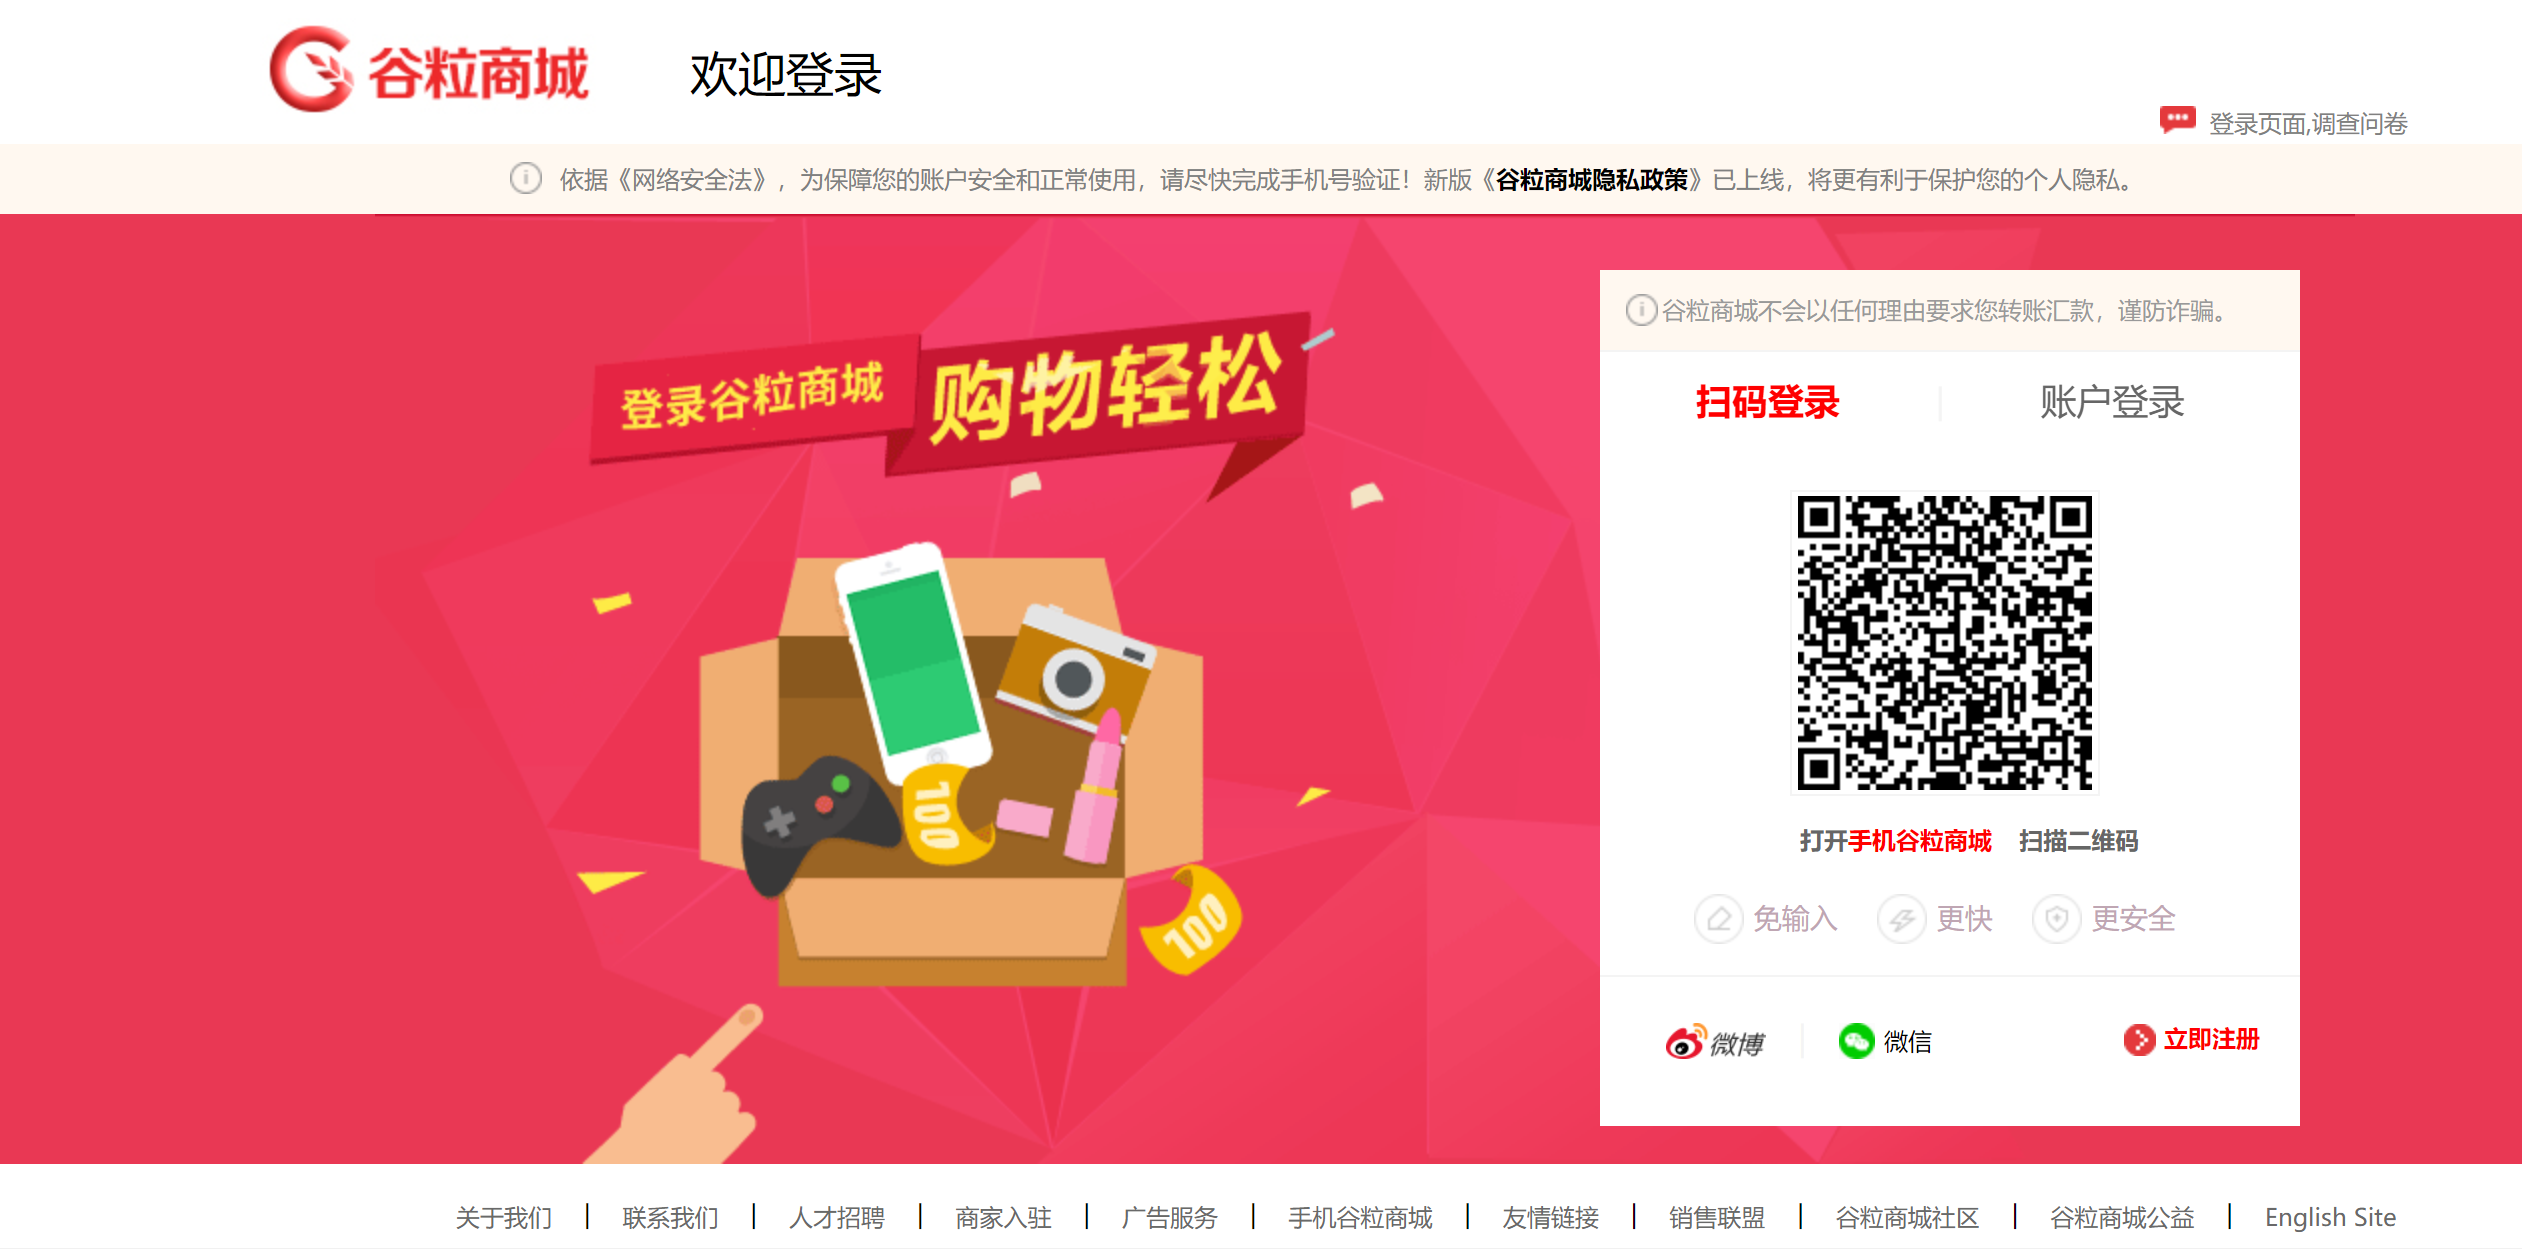 谷粒商城
欢迎登录
登录页面,调查问卷
依据《网络安全法》，为保障您的账户安全和正常使用，请尽快完成手机号验证！新版《谷粒商城隐私政策》已上线，将更有利于保护您的个人隐私。
登录谷粒商城 购物轻松
100
100
谷粒商城不会以任何理由要求您转账汇款，谨防诈骗。
扫码登录 账户登录
打开手机谷粒商城 扫描二维码
免输入 更快 更安全
微博 微信 立即注册
关于我们 | 联系我们 | 人才招聘 | 商家入驻 | 广告服务 | 手机谷粒商城 | 友情链接 | 销售联盟 | 谷粒商城社区 | 谷粒商城公益 | English Site